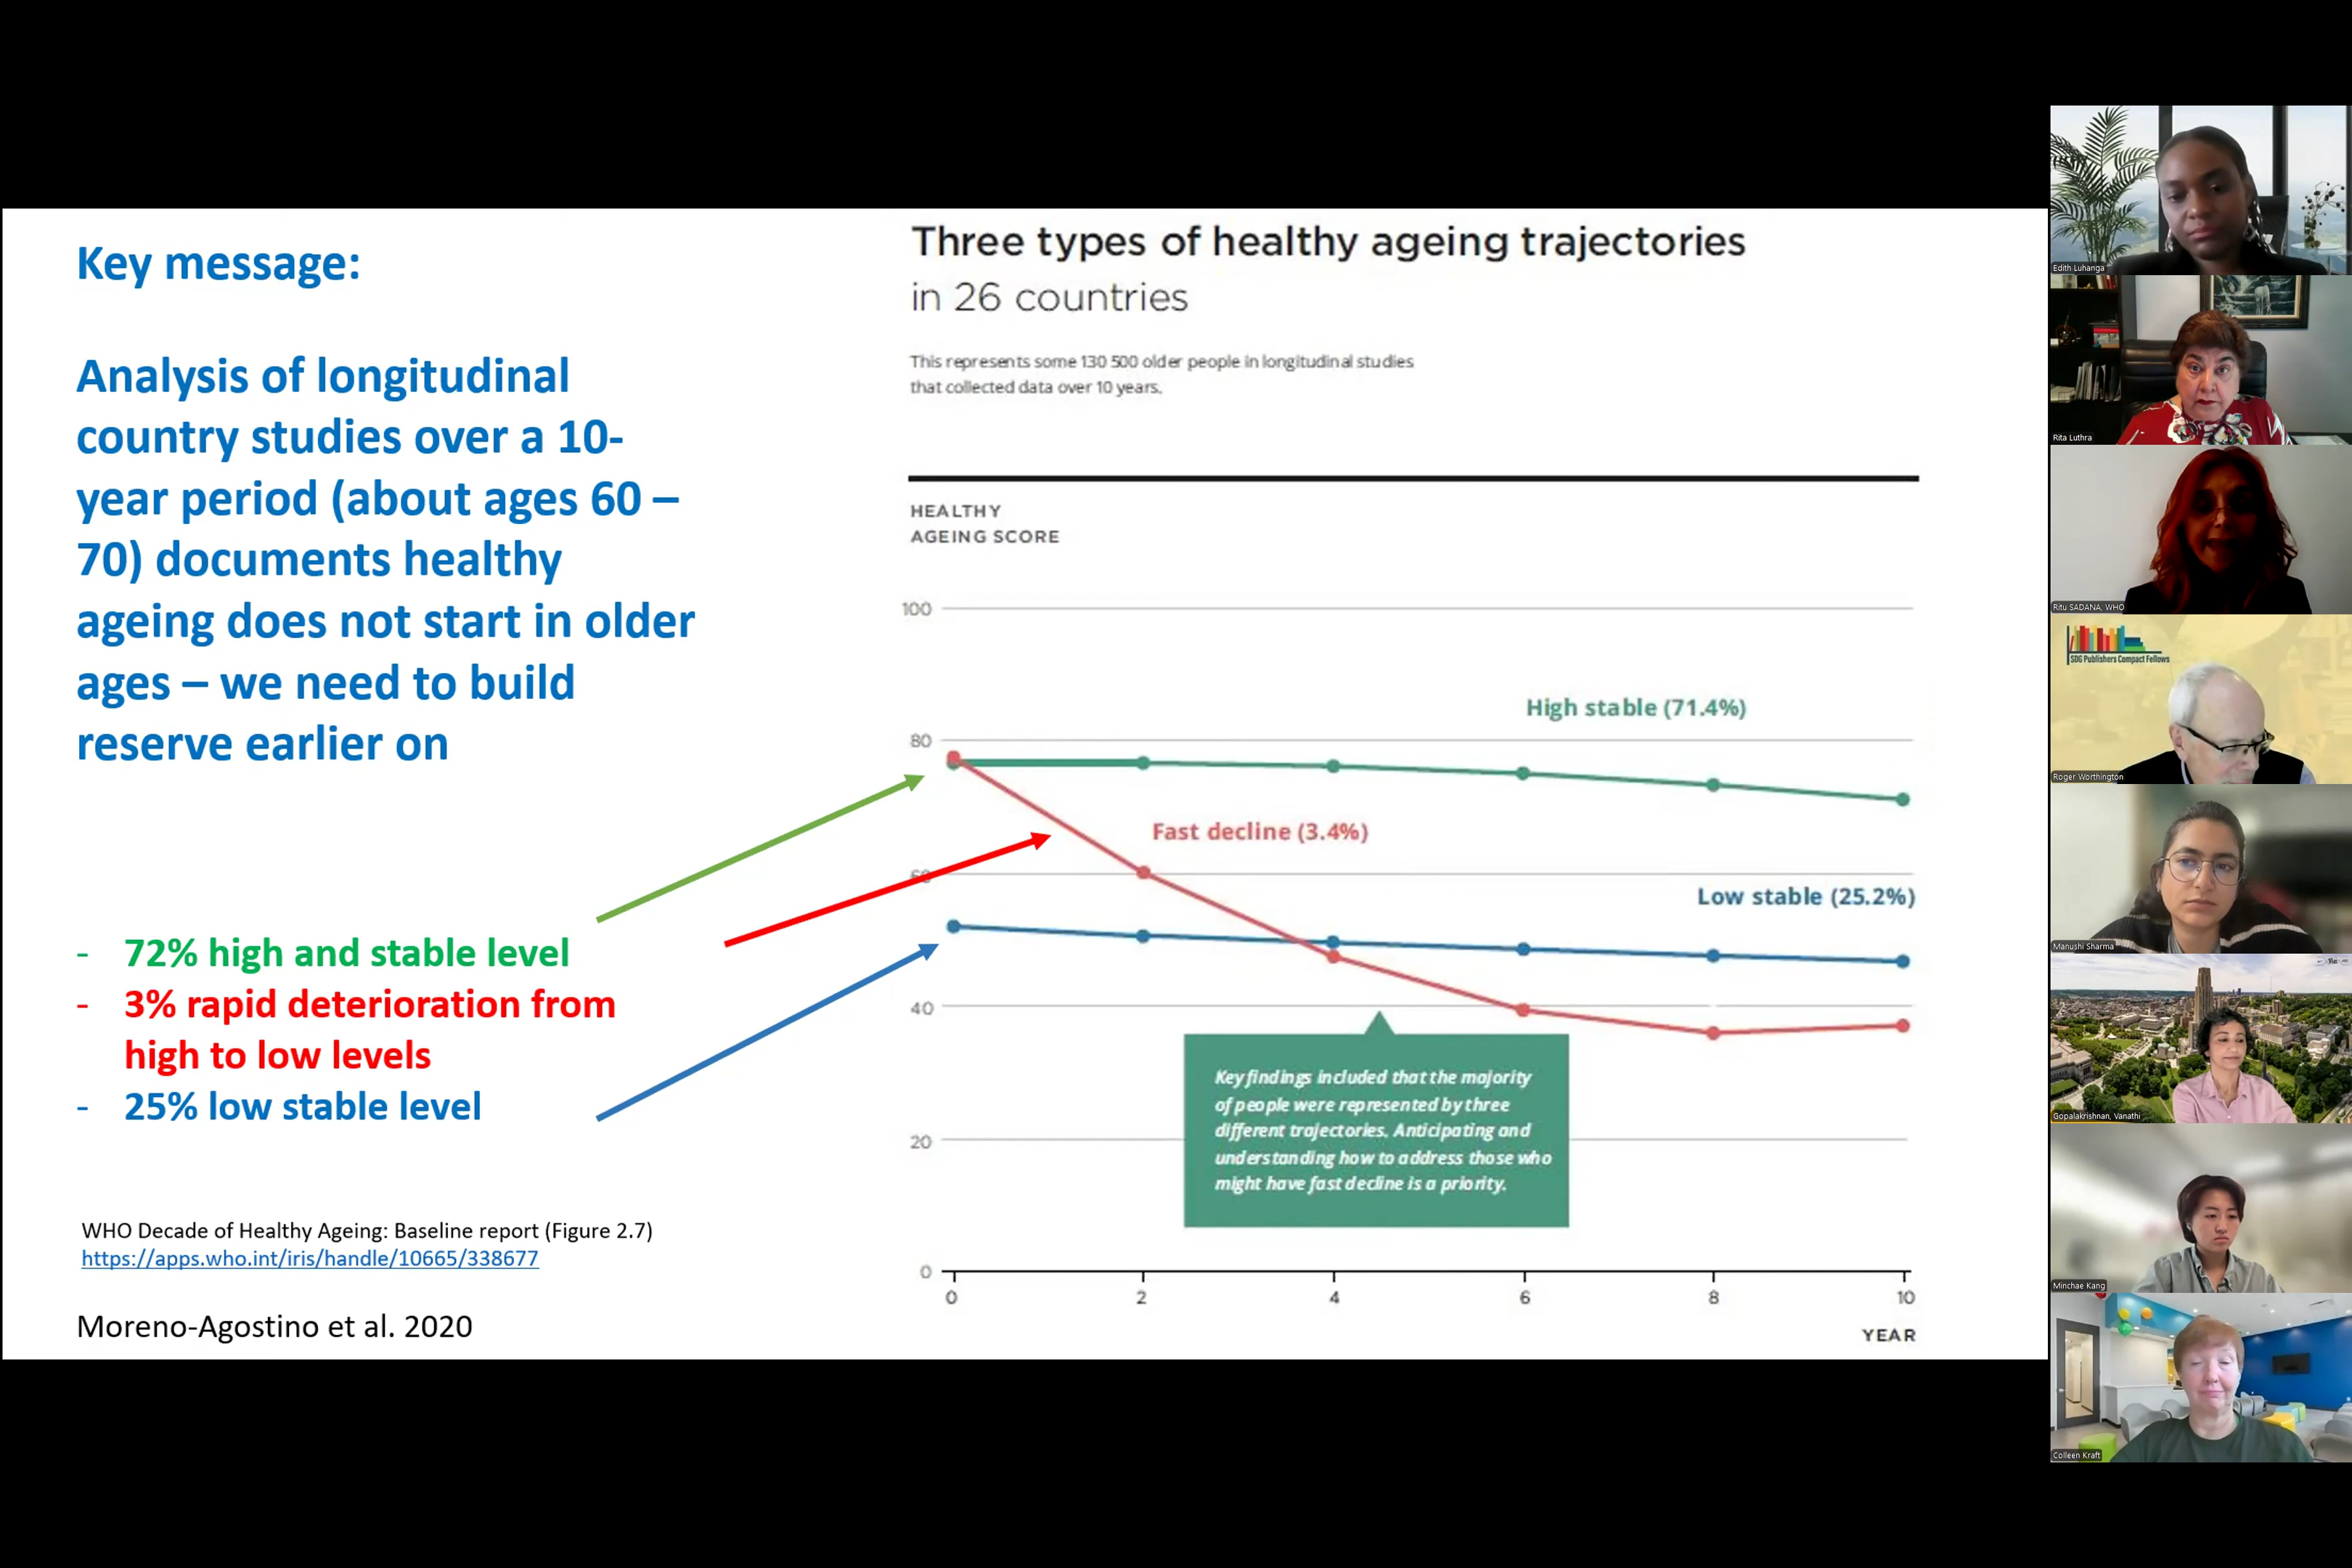 Key message:
Analysis of longitudinal
country studies over a 10-
year period (about ages 60 –
70) documents healthy
ageing does not start in older
ages – we need to build
reserve earlier on
- 72% high and stable level
- 3% rapid deterioration from
high to low levels
- 25% low stable level
WHO Decade of Healthy Ageing: Baseline report (Figure 2.7)
https://apps.who.int/iris/handle/10665/338677
Moreno-Agostino et al. 2020
Three types of healthy ageing trajectories
in 26 countries
This represents some 130 500 older people in longitudinal studies
that collected data over 10 years.
HEALTHY
AGEING SCORE
100
High stable (71.4%)
80
Fast decline (3.4%)
60
Low stable (25.2%)
40
Key findings included that the majority
of people were represented by three
different trajectories. Anticipating and
understanding how to address those who
might have fast decline is a priority.
20
0
0 2 4 6 8 10
YEAR
Edith Luhanga
Rita Luthra
Ritu SADANA, WHO
SDG Publishers Compact Fellows
Roger Worthington
Manushi Sharma
Gopalakrishnan, Vanathi
Minchae Kang
Colleen Kraft